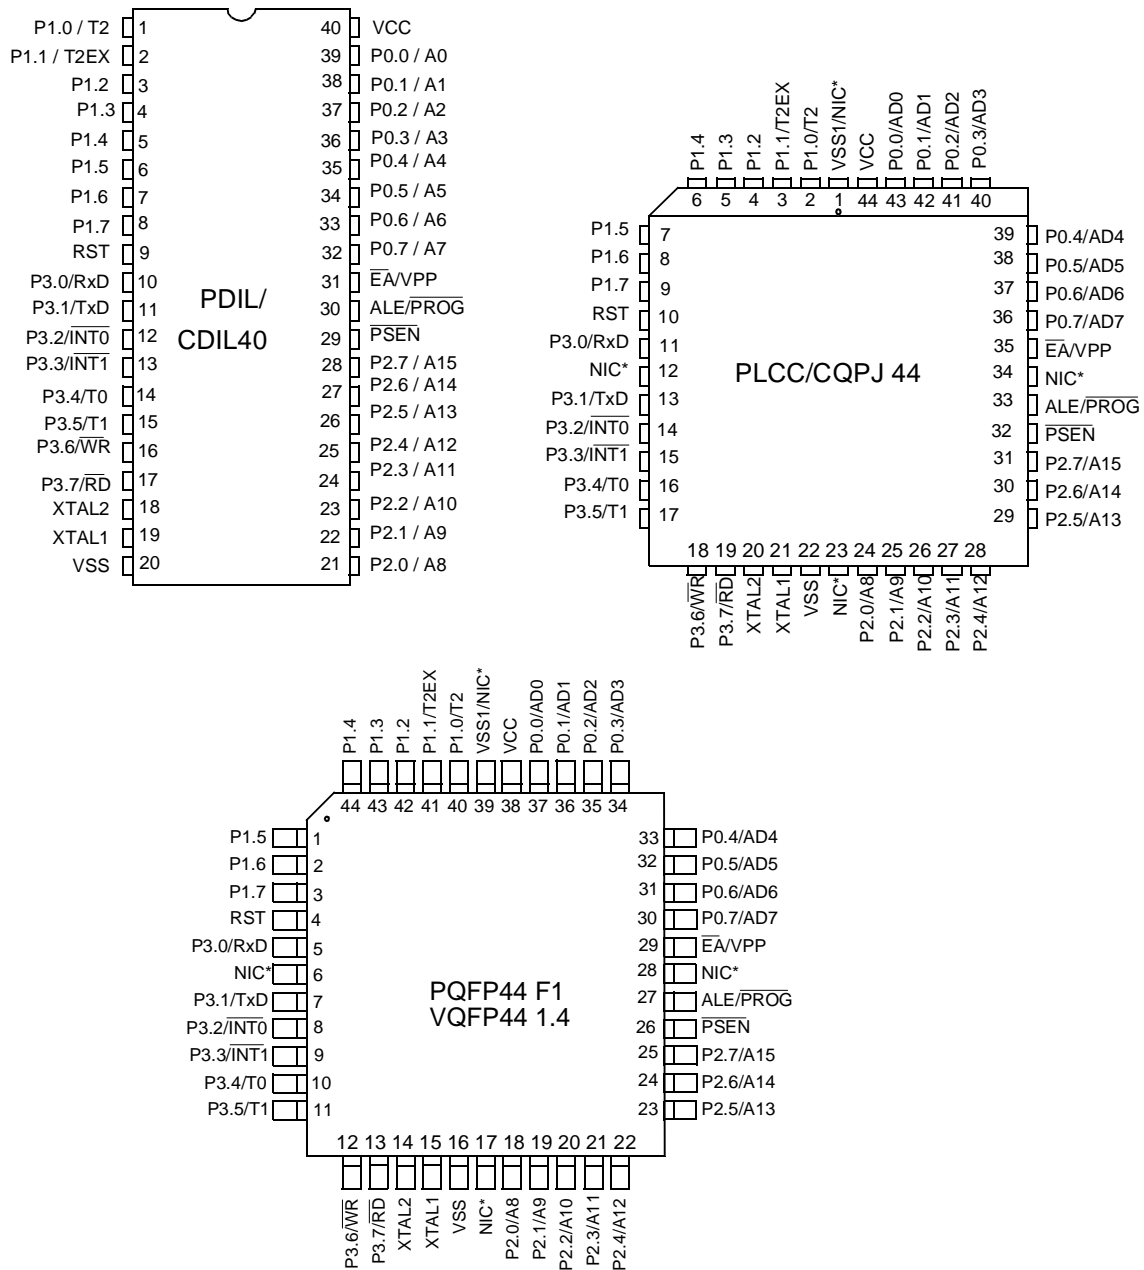 P1.0 / T2 1 40 VCC
P1.1 / T2EX 2 39 P0.0 / A0
P1.2 3 38 P0.1 / A1
P1.3 4 37 P0.2 / A2
P1.4 5 36 P0.3 / A3
P1.5 6 35 P0.4 / A4
P1.6 7 34 P0.5 / A5
P1.7 8 33 P0.6 / A6
RST 9 32 P0.7 / A7
P3.0/RxD 10 31 E̅A̅/VPP
P3.1/TxD 11 30 ALE/P̅R̅O̅G̅
P3.2/I̅N̅T̅0̅ 12 29 P̅S̅E̅N̅
P3.3/I̅N̅T̅1̅ 13 28 P2.7 / A15
P3.4/T0 14 27 P2.6 / A14
P3.5/T1 15 26 P2.5 / A13
P3.6/W̅R̅ 16 25 P2.4 / A12
P3.7/R̅D̅ 17 24 P2.3 / A11
XTAL2 18 23 P2.2 / A10
XTAL1 19 22 P2.1 / A9
VSS 20 21 P2.0 / A8
PDIL/
CDIL40
P1.4 P1.3 P1.2 P1.1/T2EX P1.0/T2 VSS1/NIC* VCC P0.0/AD0 P0.1/AD1 P0.2/AD2 P0.3/AD3
6 5 4 3 2 1 44 43 42 41 40
P1.5 7 39 P0.4/AD4
P1.6 8 38 P0.5/AD5
P1.7 9 37 P0.6/AD6
RST 10 36 P0.7/AD7
P3.0/RxD 11 35 E̅A̅/VPP
NIC* 12 34 NIC*
P3.1/TxD 13 33 ALE/P̅R̅O̅G̅
P3.2/I̅N̅T̅0̅ 14 32 P̅S̅E̅N̅
P3.3/I̅N̅T̅1̅ 15 31 P2.7/A15
P3.4/T0 16 30 P2.6/A14
P3.5/T1 17 29 P2.5/A13
PLCC/CQPJ 44
18 19 20 21 22 23 24 25 26 27 28
P3.6/W̅R̅ P3.7/R̅D̅ XTAL2 XTAL1 VSS NIC* P2.0/A8 P2.1/A9 P2.2/A10 P2.3/A11 P2.4/A12
P1.4 P1.3 P1.2 P1.1/T2EX P1.0/T2 VSS1/NIC* VCC P0.0/AD0 P0.1/AD1 P0.2/AD2 P0.3/AD3
44 43 42 41 40 39 38 37 36 35 34
P1.5 1 33 P0.4/AD4
P1.6 2 32 P0.5/AD5
P1.7 3 31 P0.6/AD6
RST 4 30 P0.7/AD7
P3.0/RxD 5 29 E̅A̅/VPP
NIC* 6 28 NIC*
P3.1/TxD 7 27 ALE/P̅R̅O̅G̅
P3.2/I̅N̅T̅0̅ 8 26 P̅S̅E̅N̅
P3.3/I̅N̅T̅1 9 25 P2.7/A15
P3.4/T0 10 24 P2.6/A14
P3.5/T1 11 23 P2.5/A13
PQFP44 F1
VQFP44 1.4
12 13 14 15 16 17 18 19 20 21 22
P3.6/W̅R̅ P3.7/R̅D̅ XTAL2 XTAL1 VSS NIC* P2.0/A8 P2.1/A9 P2.2/A10 P2.3/A11 P2.4/A12